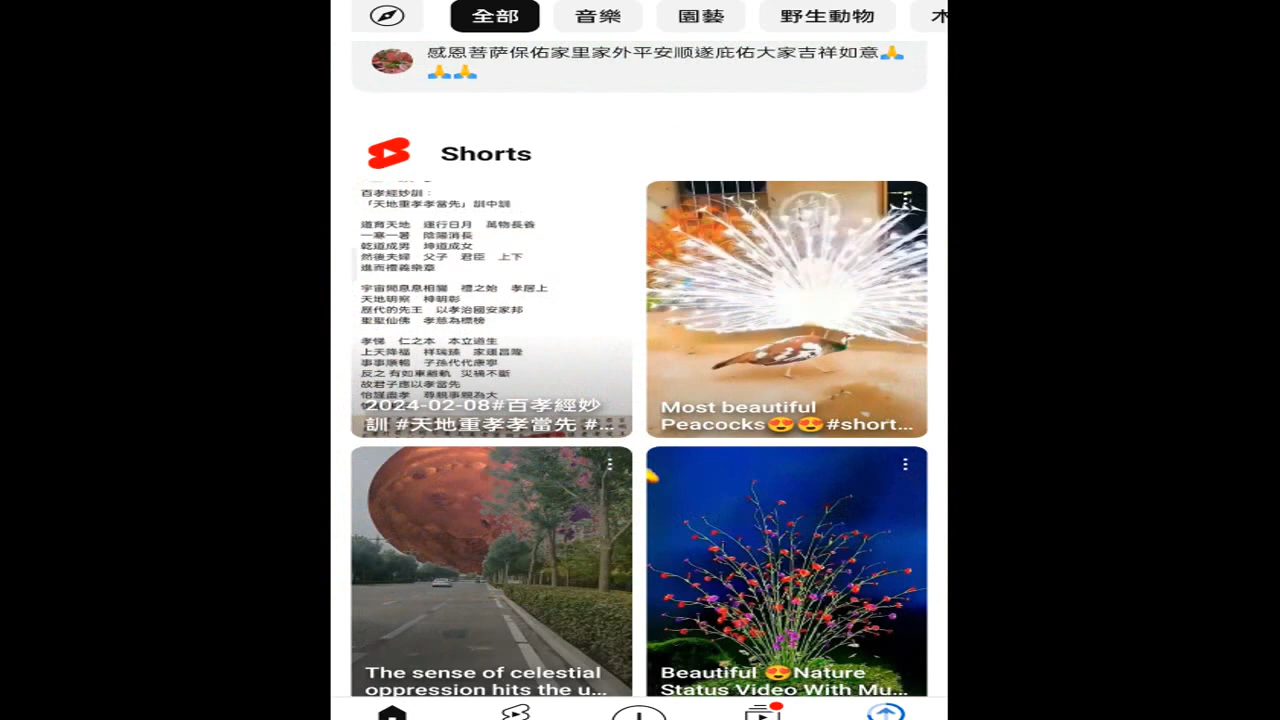 全部 音樂 園藝 野生動物
感恩菩萨保佑家里家外平安顺遂庇佑大家吉祥如意🙏
🙏🙏
Shorts
百孝經妙訓：
「天地重孝孝當先」訓中訓
道育天地 運行日月 萬物長養
一寒一暑 陰陽消長
乾道成男 坤道成女
然後夫婦 父子 君臣 上下
進而禮義樂章
宇宙間息息相關 禮之始 孝居上
天地明察 神明彰
歷代的先王 以孝治國安家邦
聖聖仙佛 孝慈為標榜
孝悌 仁之本 本立道生
上天降福 祥瑞臻 家運昌隆
事事順暢 子孫代代康寧
反之 有如車離軌 災禍不斷
故君子應以孝當先
怡謹盡孝 尊親事親為大
2024-02-08#百孝經妙
訓 #天地重孝孝當先 #...
Most beautiful
Peacocks😍😍#short...
The sense of celestial
oppression hits the u...
Beautiful 😍Nature
Status Video With Mu...